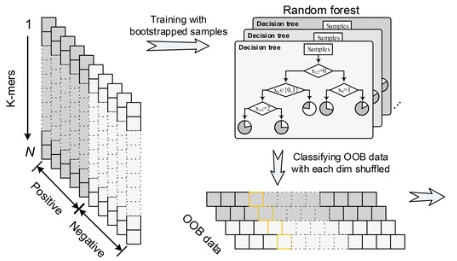 1
K-mers
N
Positive
Negative
Training with
bootstrapped samples
Random forest
Decision tree
Samples
Decision tree
Samples
Decision tree
Samples
Classifying OOB data
with each dim shuffled
OOB data